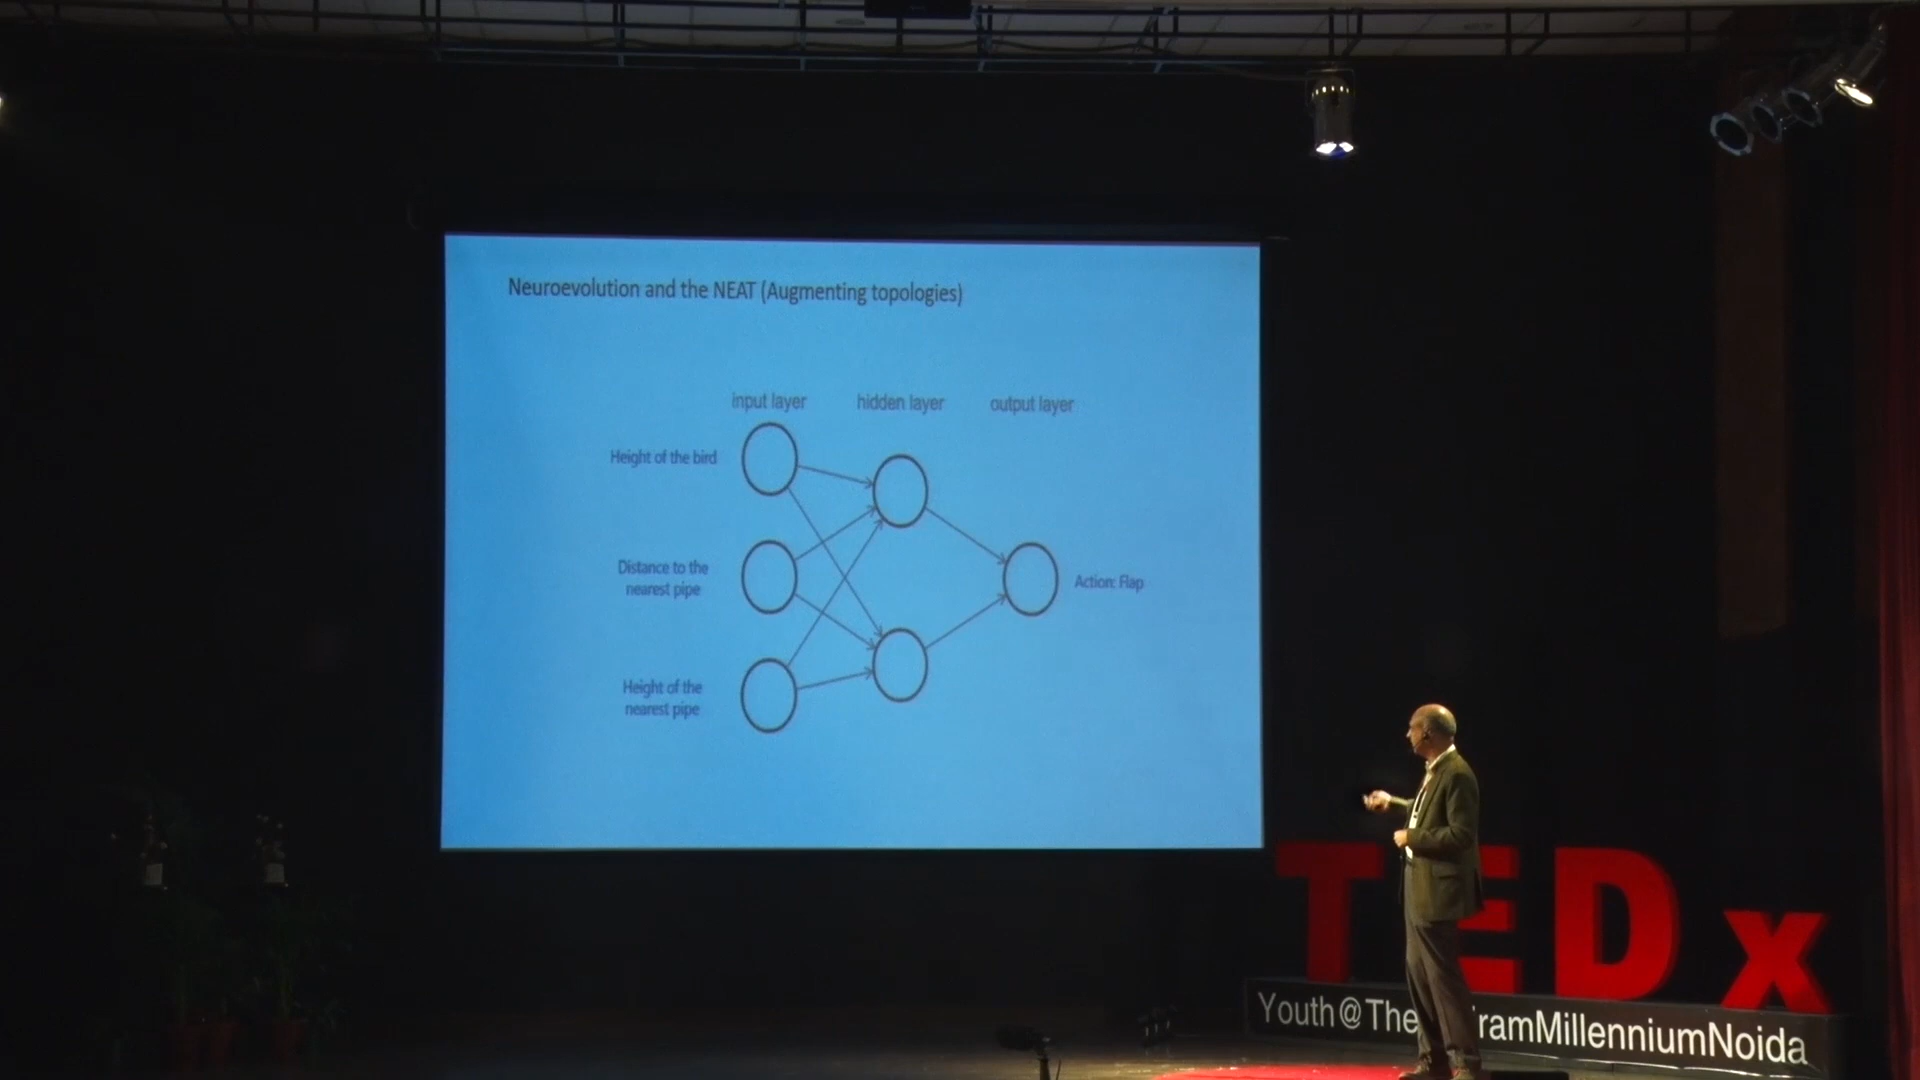 Neuroevolution and the NEAT (Augmenting topologies)
input layer hidden layer output layer
Height of the bird
Distance to the
nearest pipe
Action: Flap
Height of the
nearest pipe
TEDx
Youth@The ramMillenniumNoida